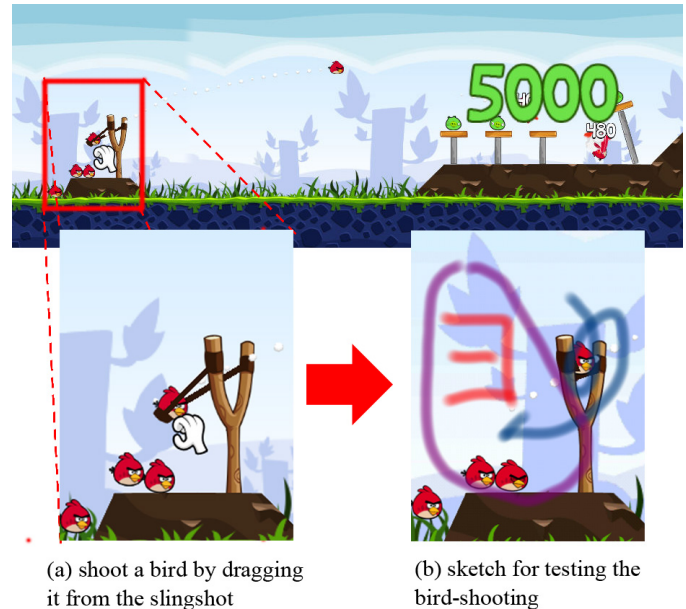 5000
480
(a) shoot a bird by dragging
it from the slingshot
(b) sketch for testing the
bird-shooting